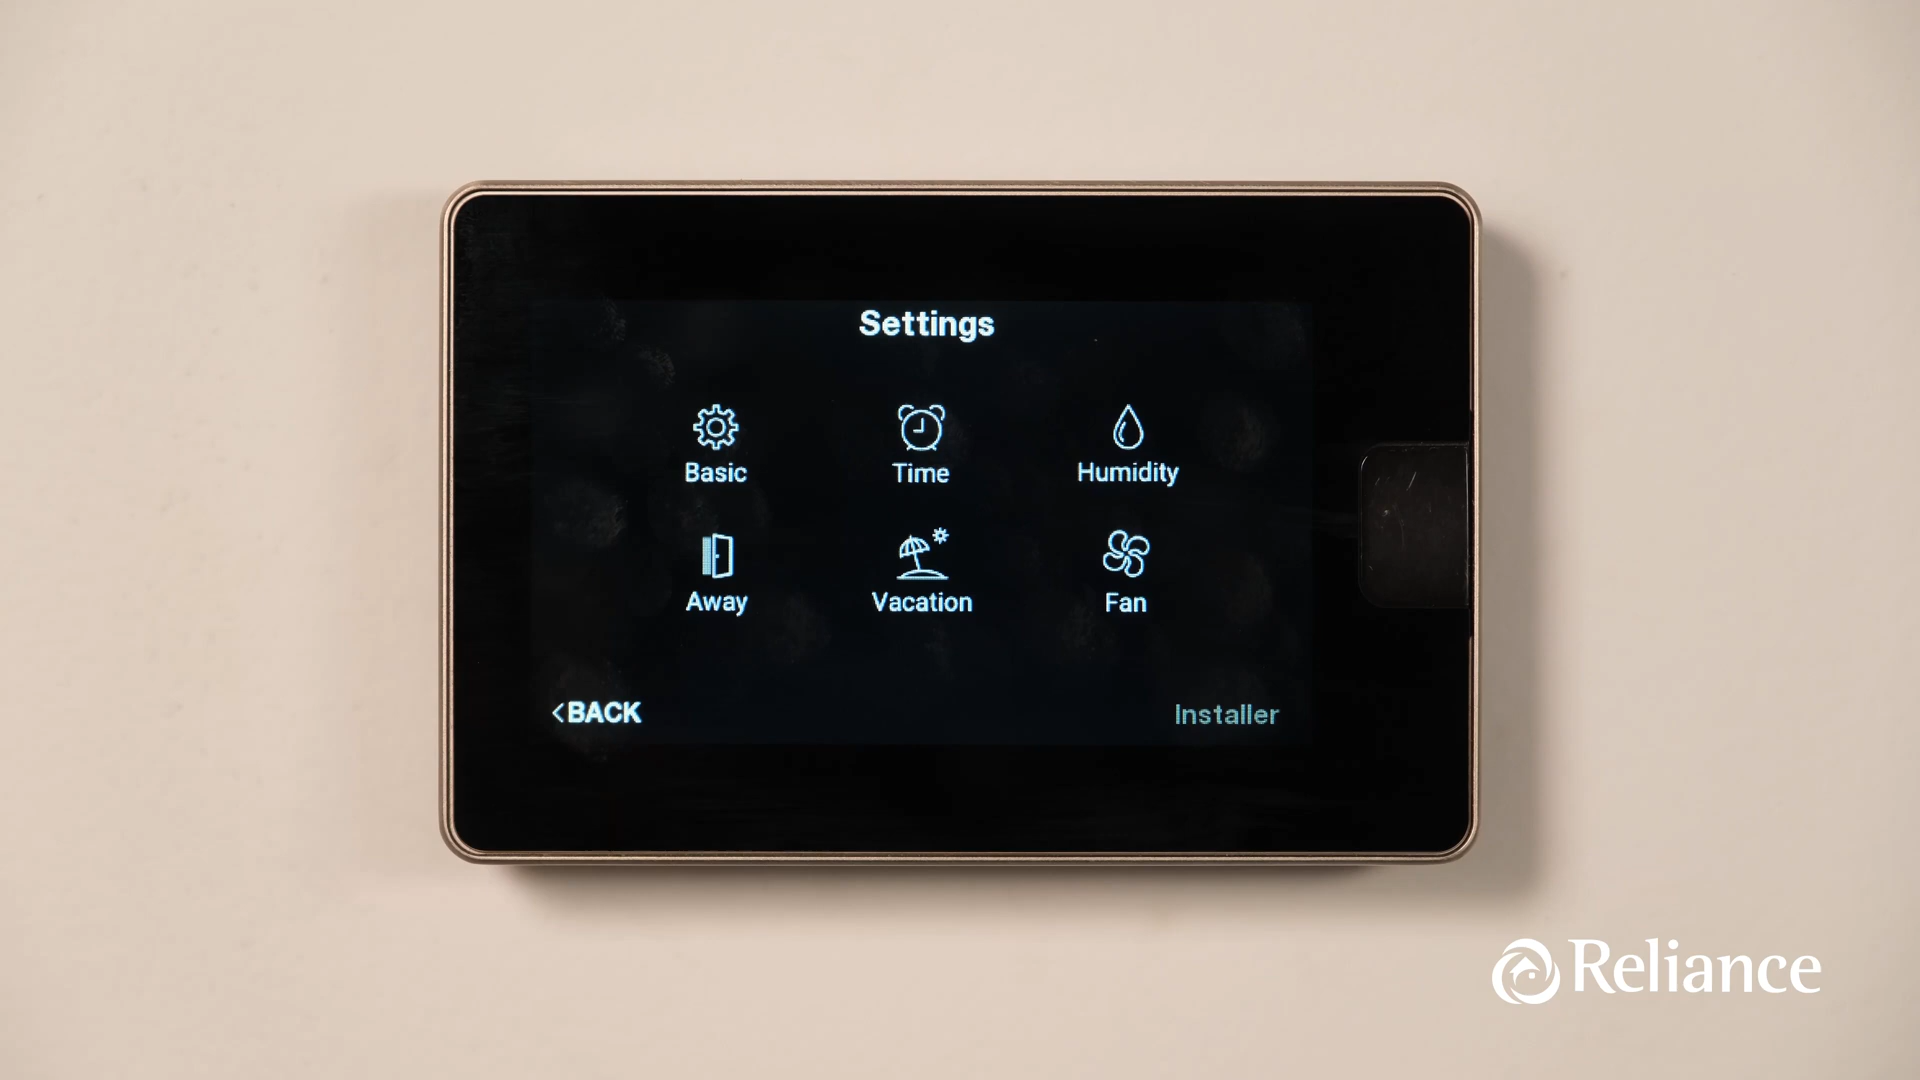 Settings
Basic Time Humidity
Away Vacation Fan
<BACK Installer
Reliance